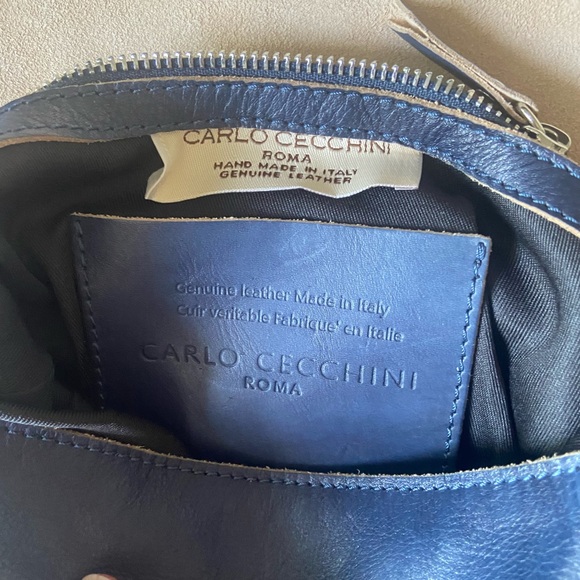 CARLO CECCHINI
ROMA
HAND MADE IN ITALY
GENUINE LEATHER
Genuine leather Made in Italy
Cuir veritable Fabrique' en Italie
CARLO CECCHINI
ROMA